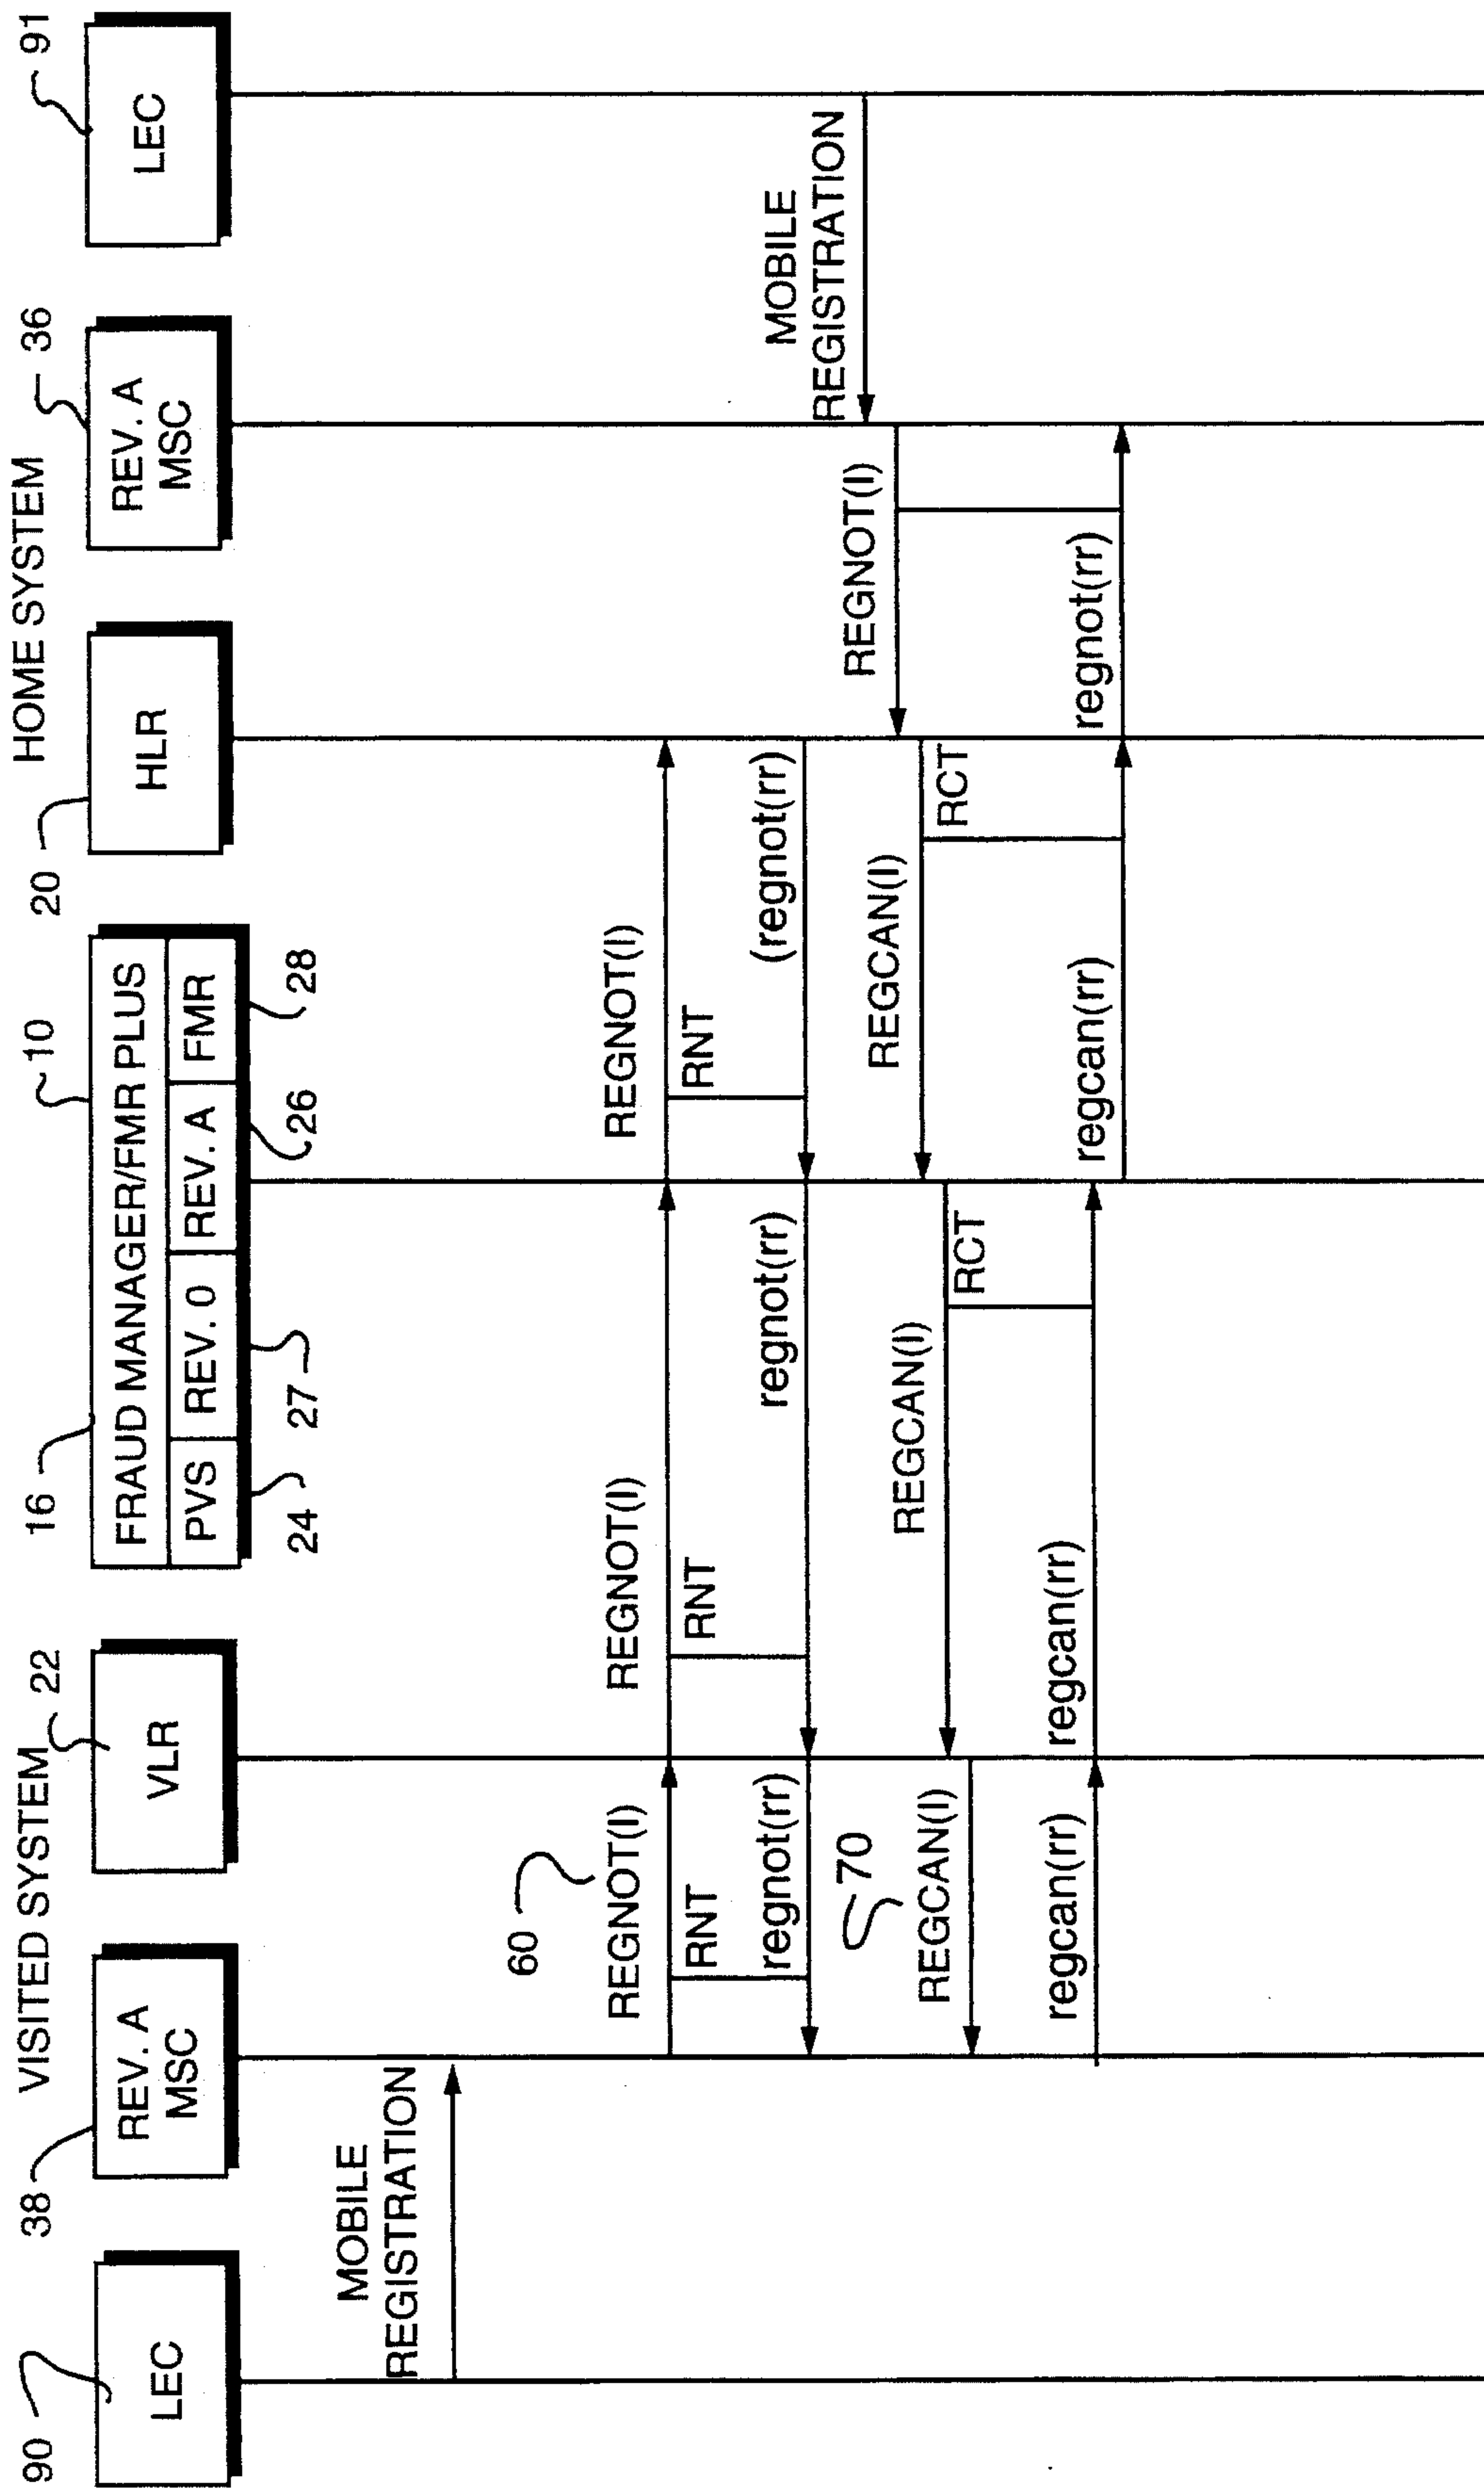 VISITED SYSTEM
HOME SYSTEM
90
38
22
16
10
20
36
91
LEC
REV. A
MSC
VLR
FRAUD MANAGER/FMR PLUS
PVS
REV. 0
REV. A
FMR
HLR
REV. A
MSC
LEC
24
27
26
28
MOBILE
REGISTRATION
60
REGNOT(I)
REGNOT(I)
REGNOT(I)
RNT
RNT
RNT
regnot(rr)
regnot(rr)
(regnot(rr)
MOBILE
REGISTRATION
REGNOT(I)
70
REGCAN(I)
REGCAN(I)
REGCAN(I)
RCT
RCT
regcan(rr)
regcan(rr)
regcan(rr)
regnot(rr)